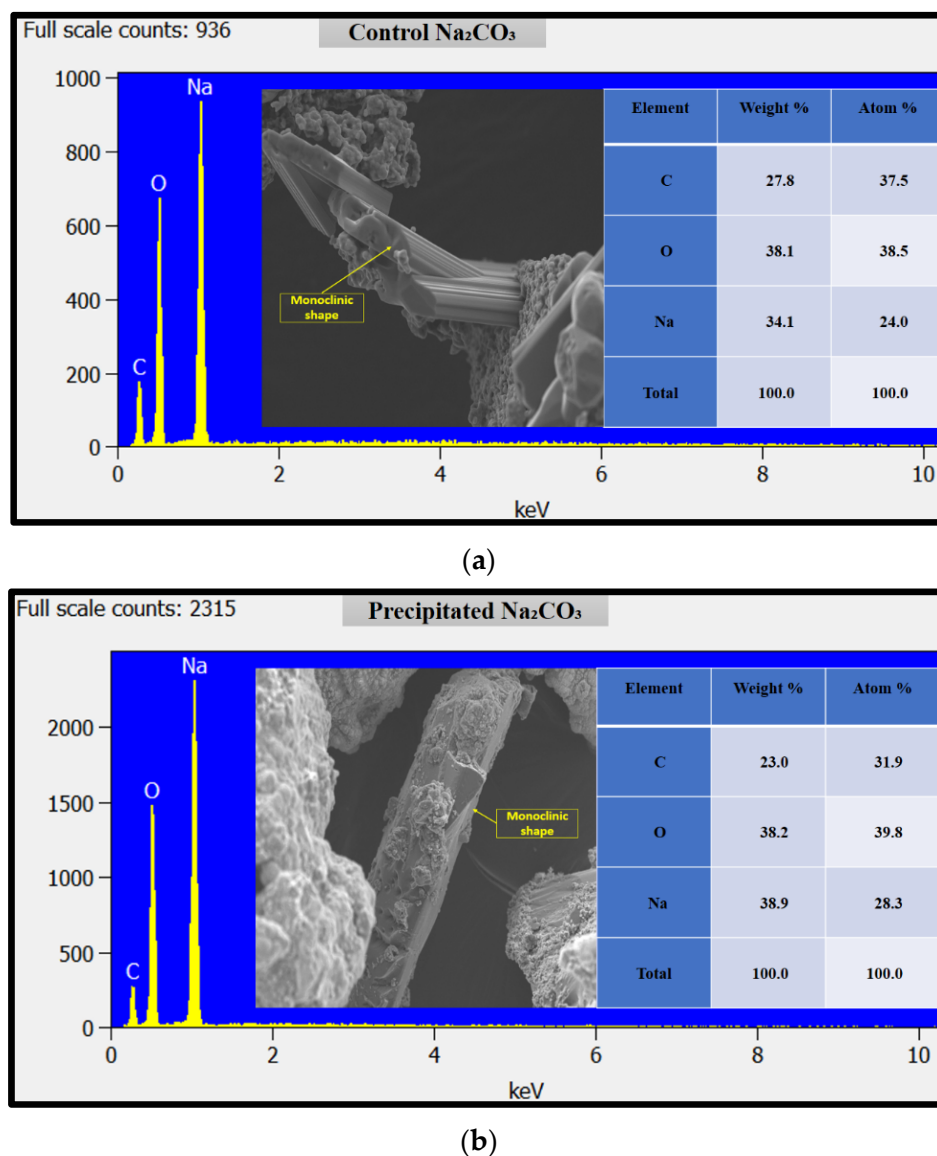 Full scale counts: 936
Control Na₂CO₃
1000
800
600
400
200
0
C
O
Na
0
2
4
6
8
10
keV
Monoclinic
shape
Element Weight % Atom %
C 27.8 37.5
O 38.1 38.5
Na 34.1 24.0
Total 100.0 100.0
(a)
Full scale counts: 2315
Precipitated Na₂CO₃
2000
1500
1000
500
0
C
O
Na
0
2
4
6
8
10
keV
Monoclinic
shape
Element Weight % Atom %
C 23.0 31.9
O 38.2 39.8
Na 38.9 28.3
Total 100.0 100.0
(b)